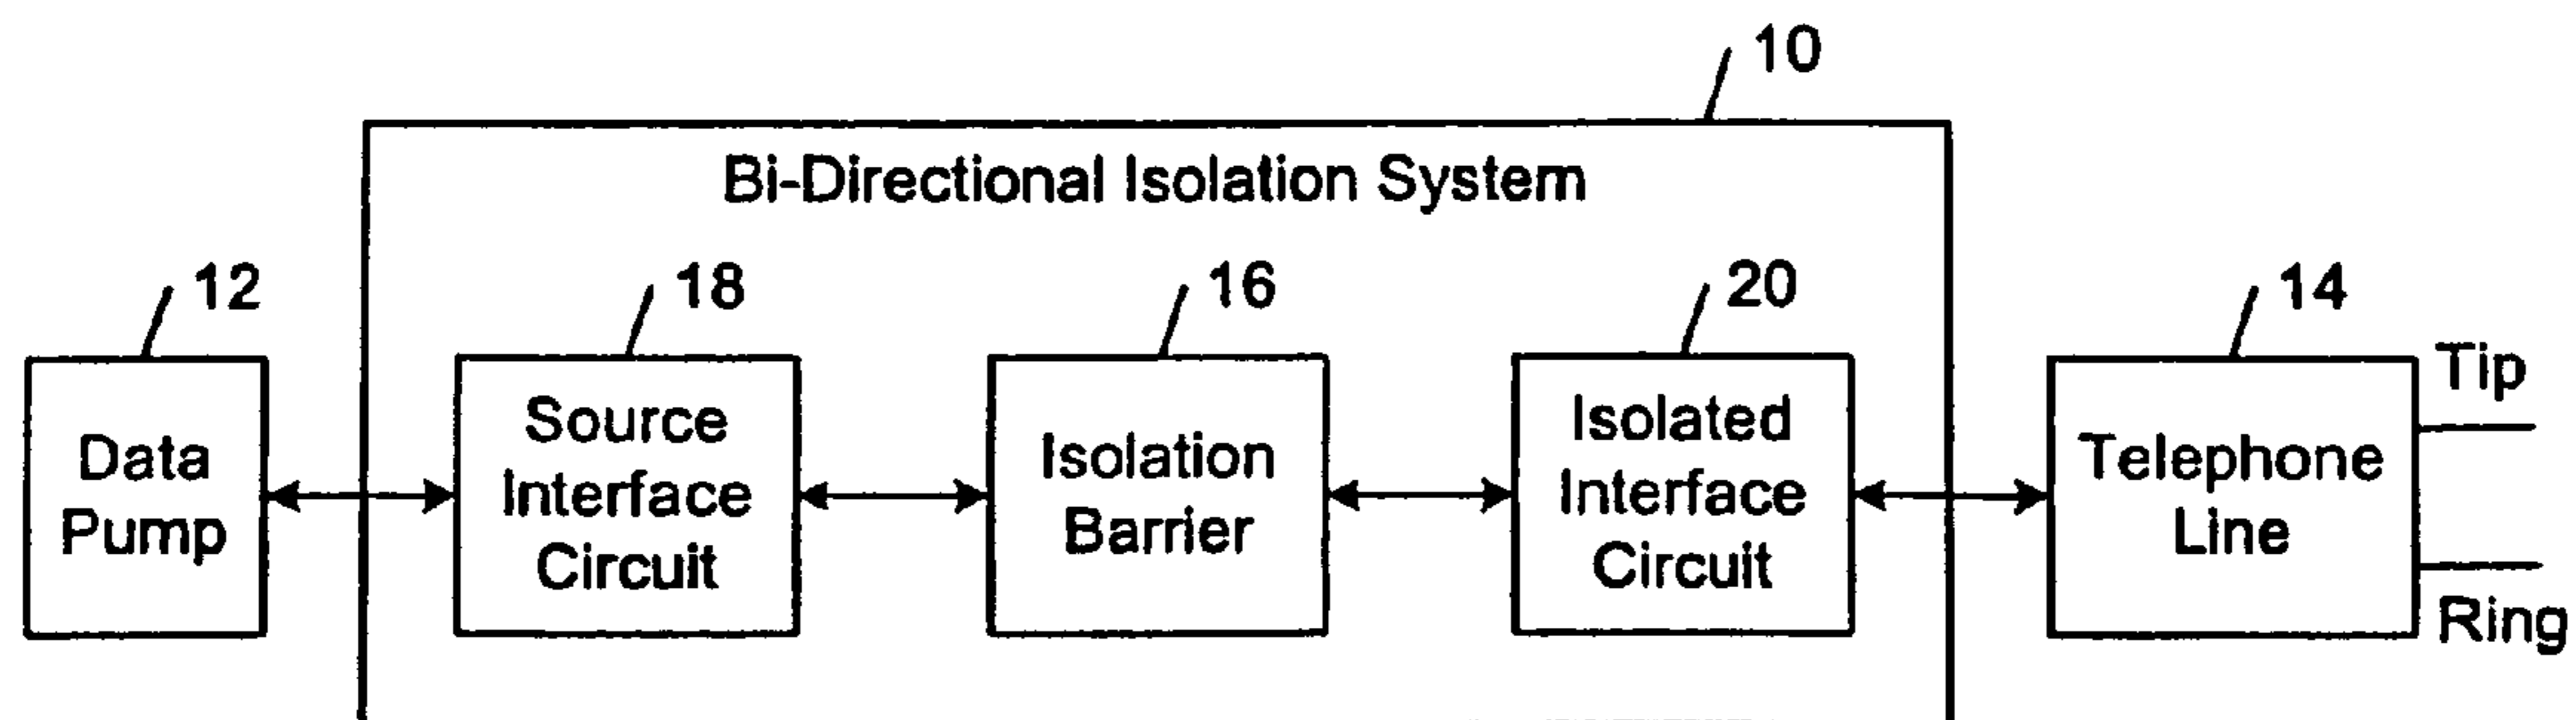 10
Bi-Directional Isolation System
12
18
16
20
14
Data
Pump
Source
Interface
Circuit
Isolation
Barrier
Isolated
Interface
Circuit
Telephone
Line
Tip
Ring